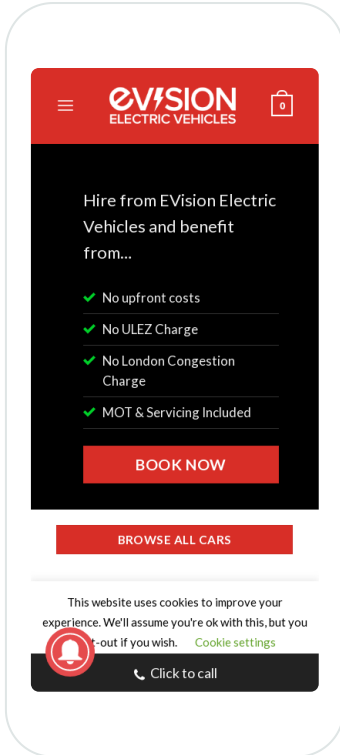 EVISION
ELECTRIC VEHICLES
0
Hire from EVision Electric
Vehicles and benefit
from...
No upfront costs
No ULEZ Charge
No London Congestion
Charge
MOT & Servicing Included
BOOK NOW
BROWSE ALL CARS
This website uses cookies to improve your
experience. We'll assume you're ok with this, but you
t-out if you wish. Cookie settings
Click to call